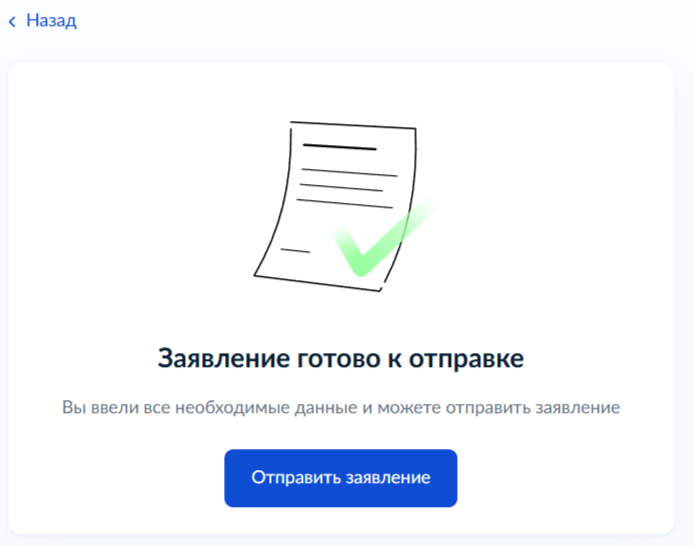 Назад
Заявление готово к отправке
Вы ввели все необходимые данные и можете отправить заявление
Отправить заявление